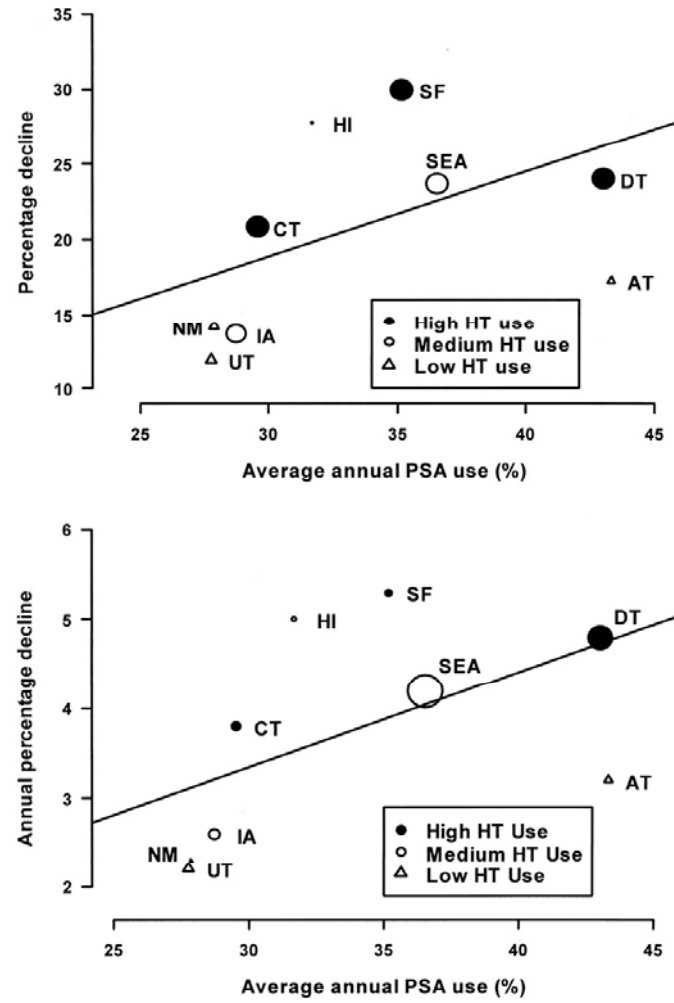 35
30
25
20
15
10
Percentage decline
SF
HI
SEA
DT
CT
AT
NM
IA
UT
High HT use
Medium HT use
Low HT use
25
30
35
40
45
Average annual PSA use (%)
6
5
4
3
2
Annual percentage decline
SF
HI
DT
SEA
CT
AT
IA
NM
UT
High HT Use
Medium HT Use
Low HT Use
25
30
35
40
45
Average annual PSA use (%)